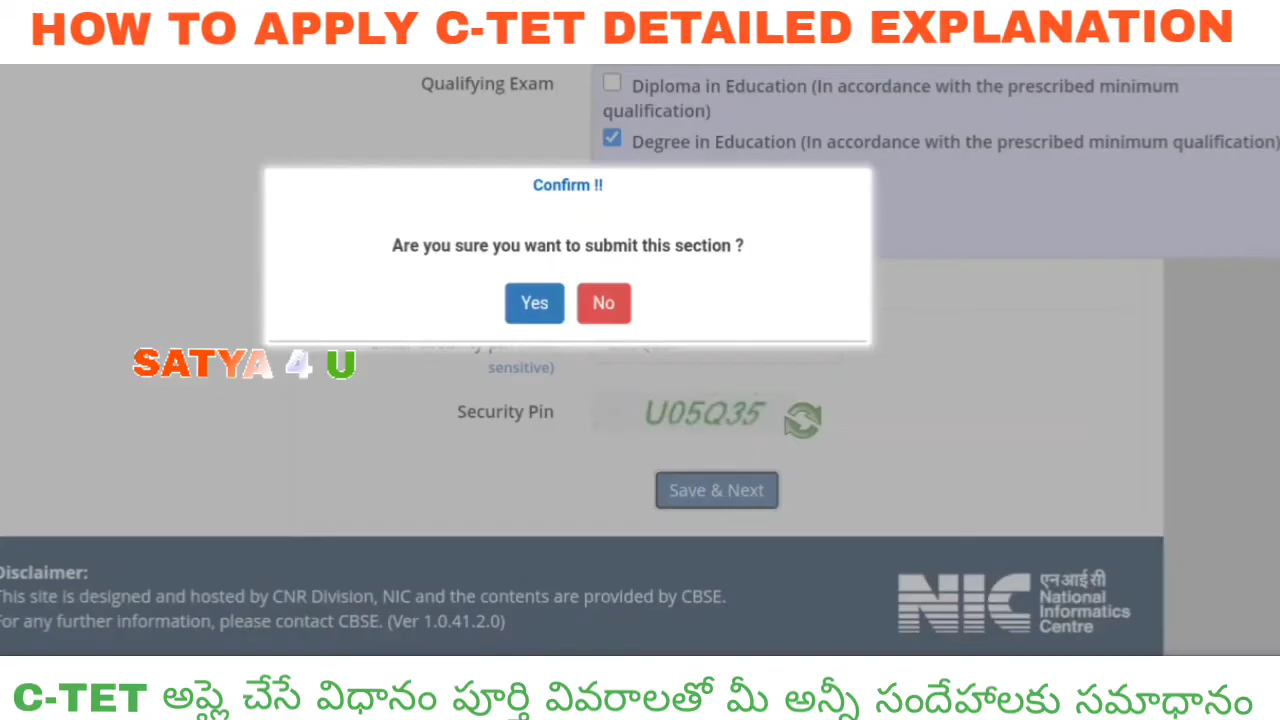 HOW TO APPLY C-TET DETAILED EXPLANATION
Qualifying Exam
Diploma in Education (In accordance with the prescribed minimum
qualification)
Degree in Education (In accordance with the prescribed minimum qualification)
Confirm !!
Are you sure you want to submit this section ?
Yes No
SATYA 4 U
sensitive)
Security Pin U05Q35
Save & Next
Disclaimer:
This site is designed and hosted by CNR Division, NIC and the contents are provided by CBSE.
For any further information, please contact CBSE. (Ver 1.0.41.2.0)
NIC
एन आई सी
National
Informatics
Centre
C-TET అప్లై చేసే విధానం పూర్తి వివరాలతో మీ అన్నీ సందేహాలకు సమాధానం